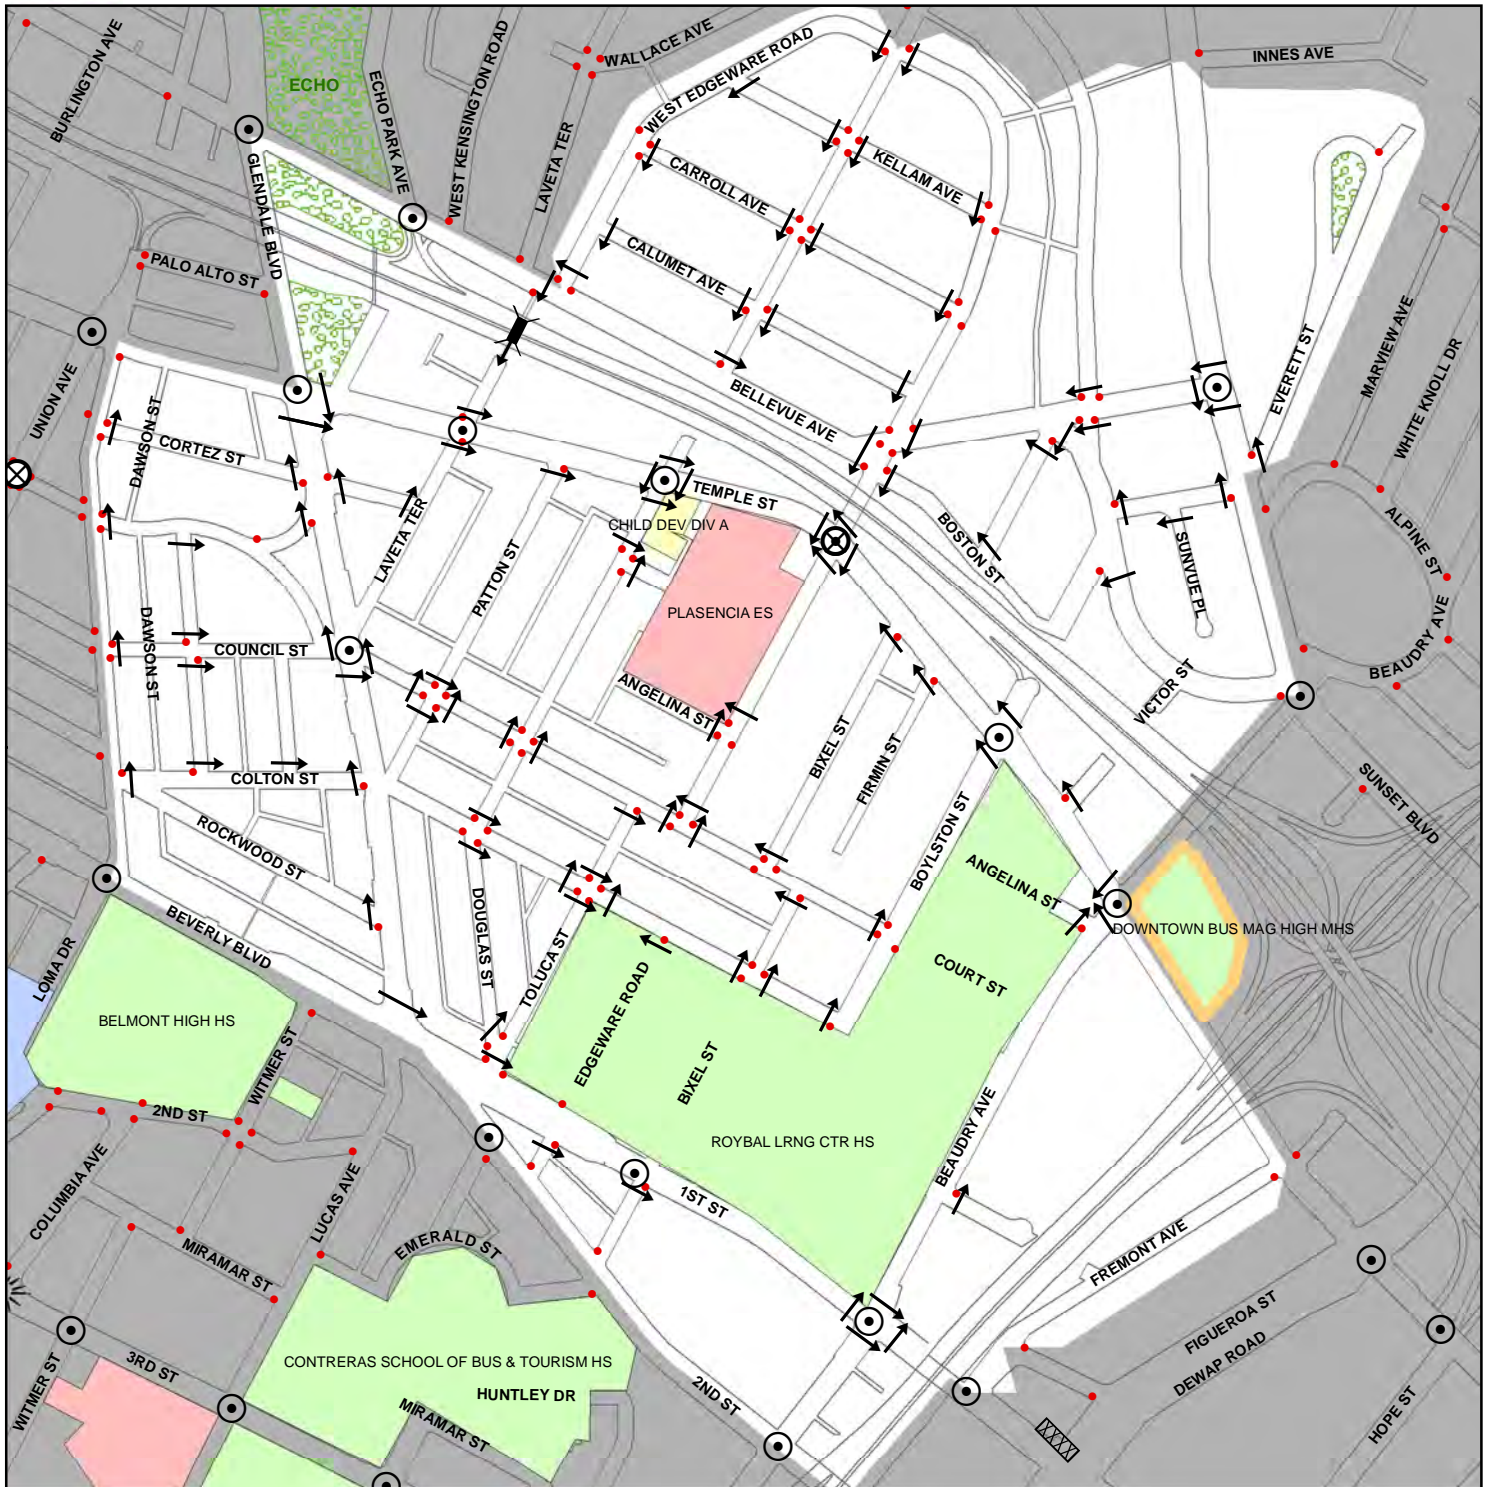 BURLINGTON AVE
ECHO
ECHO PARK AVE
WEST KENSINGTON ROAD
WALLACE AVE
WEST EDGEWARE ROAD
INNES AVE
LAVETA TER
GLENDALE BLVD
CARROLL AVE
KELLAM AVE
CALUMET AVE
PALO ALTO ST
UNION AVE
DAWSON ST
CORTEZ ST
BELLEVUE AVE
EVERETT ST
MARVIEW AVE
WHITE KNOLL DR
TEMPLE ST
CHILD DEV DIV A
LAVETA TER
PATTON ST
BOSTON ST
SUNVUE PL
ALPINE ST
PLASENCIA ES
DAWSON ST
COUNCIL ST
ANGELINA ST
BEAUDRY AVE
VICTOR ST
BIXEL ST
FIRMIN ST
COLTON ST
SUNSET BLVD
ROCKWOOD ST
BOYLSTON ST
ANGELINA ST
DOUGLAS ST
BEVERLY BLVD
DOWNTOWN BUS MAG HIGH MHS
LOMA DR
TOLUCA ST
COURT ST
EDGEWARE ROAD
BELMONT HIGH HS
WITMER ST
BIXEL ST
2ND ST
ROYBAL LRNG CTR HS
BEAUDRY AVE
COLUMBIA AVE
LUCAS AVE
1ST ST
EMERALD ST
MIRAMAR ST
FREMONT AVE
FIGUEROA ST
DEWAP ROAD
CONTRERAS SCHOOL OF BUS & TOURISM HS
HUNTLEY DR
3RD ST
WITMER ST
MIRAMAR ST
2ND ST
HOPE ST